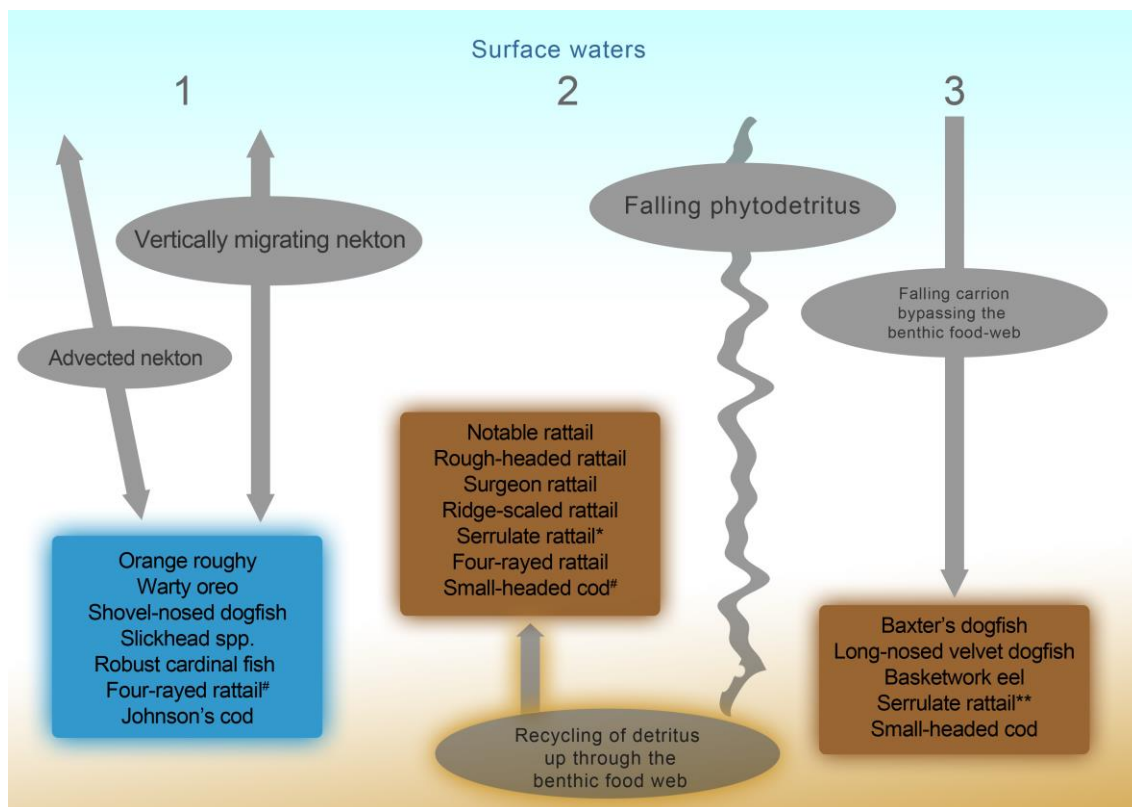 Surface waters
1
2
3
Vertically migrating nekton
Advected nekton
Falling phytodetritus
Falling carrion
bypassing the
benthic food-web
Orange roughy
Warty oreo
Shovel-nosed dogfish
Slickhead spp.
Robust cardinal fish
Four-rayed rattail#
Johnson's cod
Notable rattail
Rough-headed rattail
Surgeon rattail
Ridge-scaled rattail
Serrulate rattail*
Four-rayed rattail
Small-headed cod#
Recycling of detritus
up through the
benthic food web
Baxter's dogfish
Long-nosed velvet dogfish
Basketwork eel
Serrulate rattail**
Small-headed cod